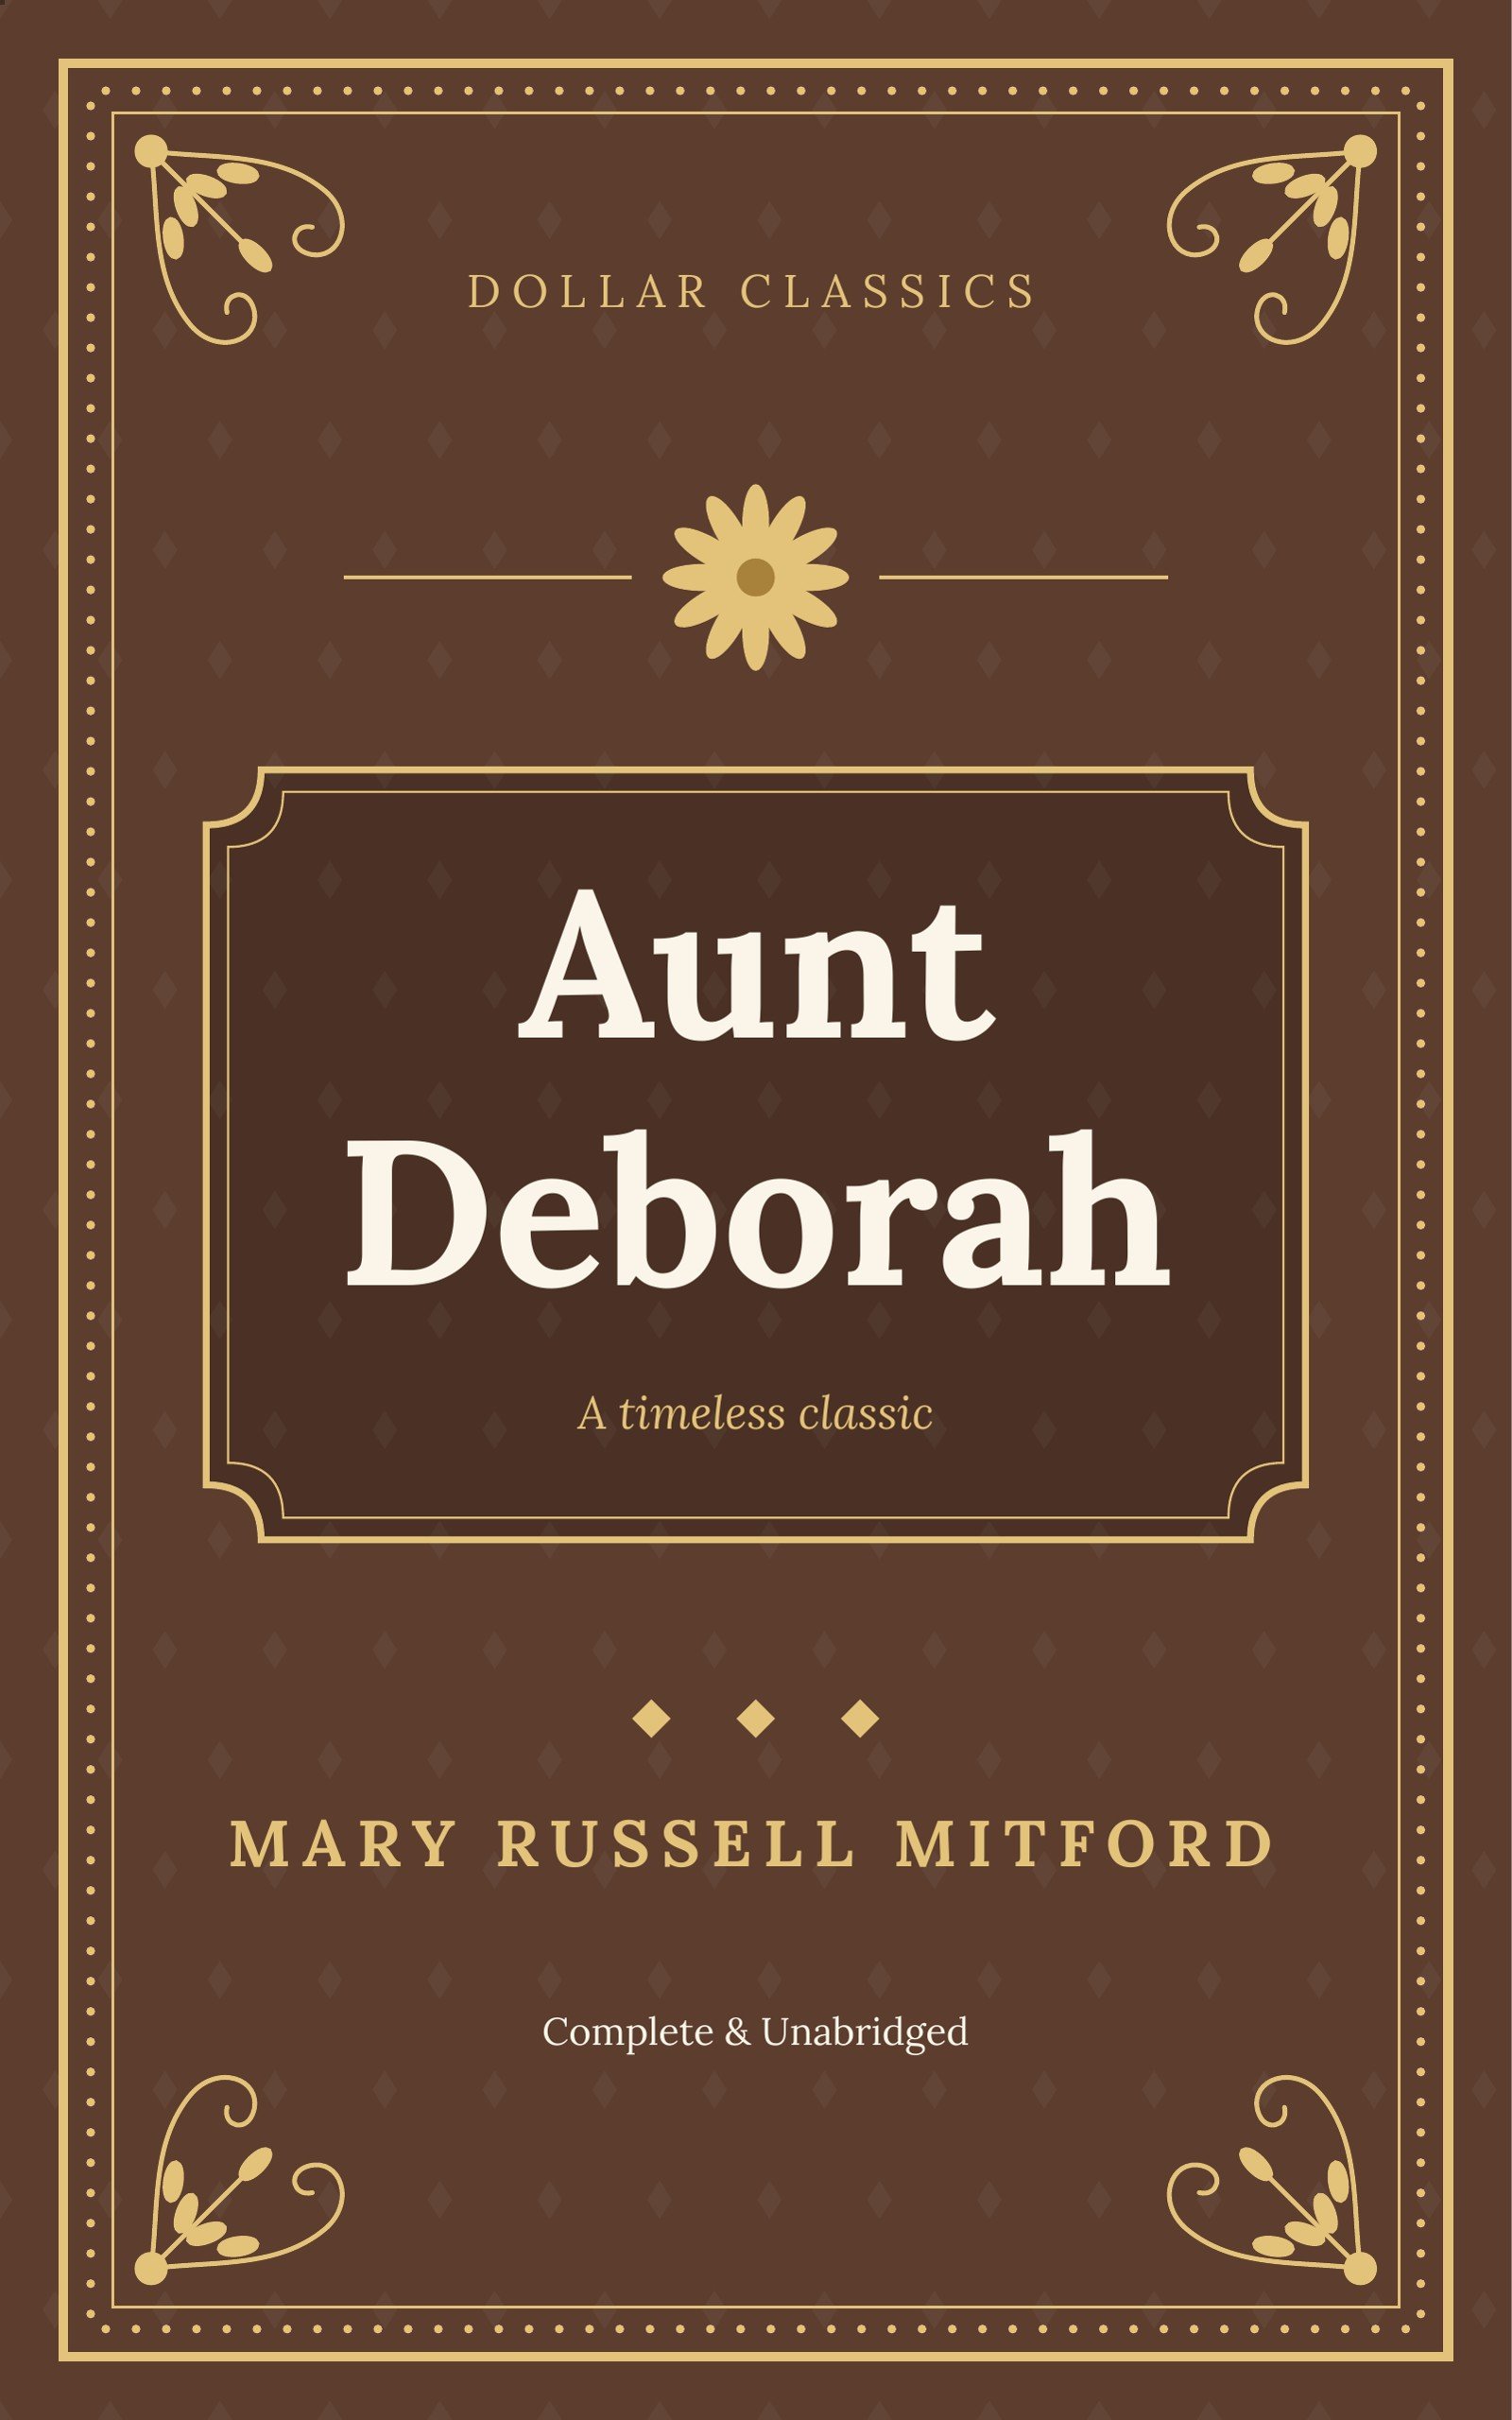 DOLLAR CLASSICS
Aunt
Deborah
A timeless classic
MARY RUSSELL MITFORD
Complete & Unabridged